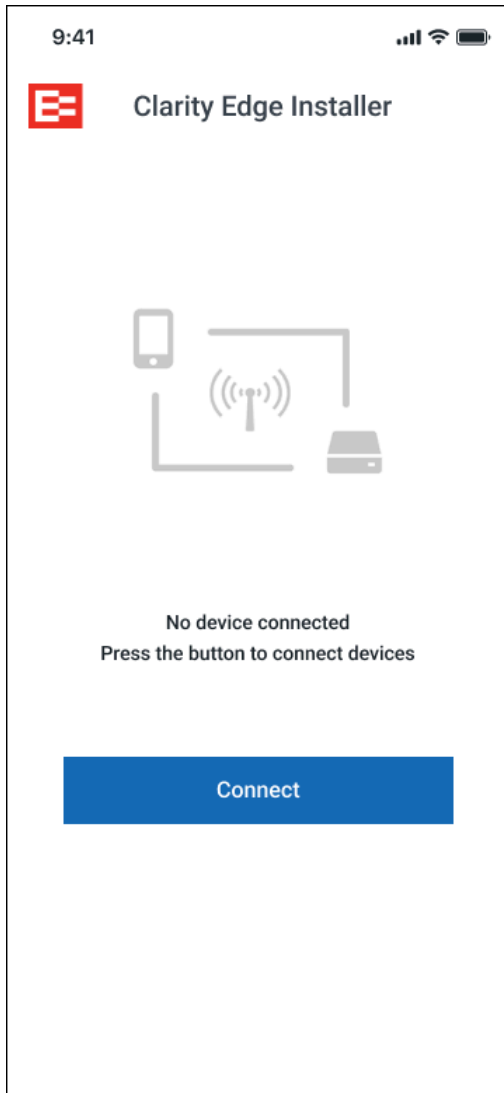 9:41
Clarity Edge Installer
No device connected
Press the button to connect devices
Connect